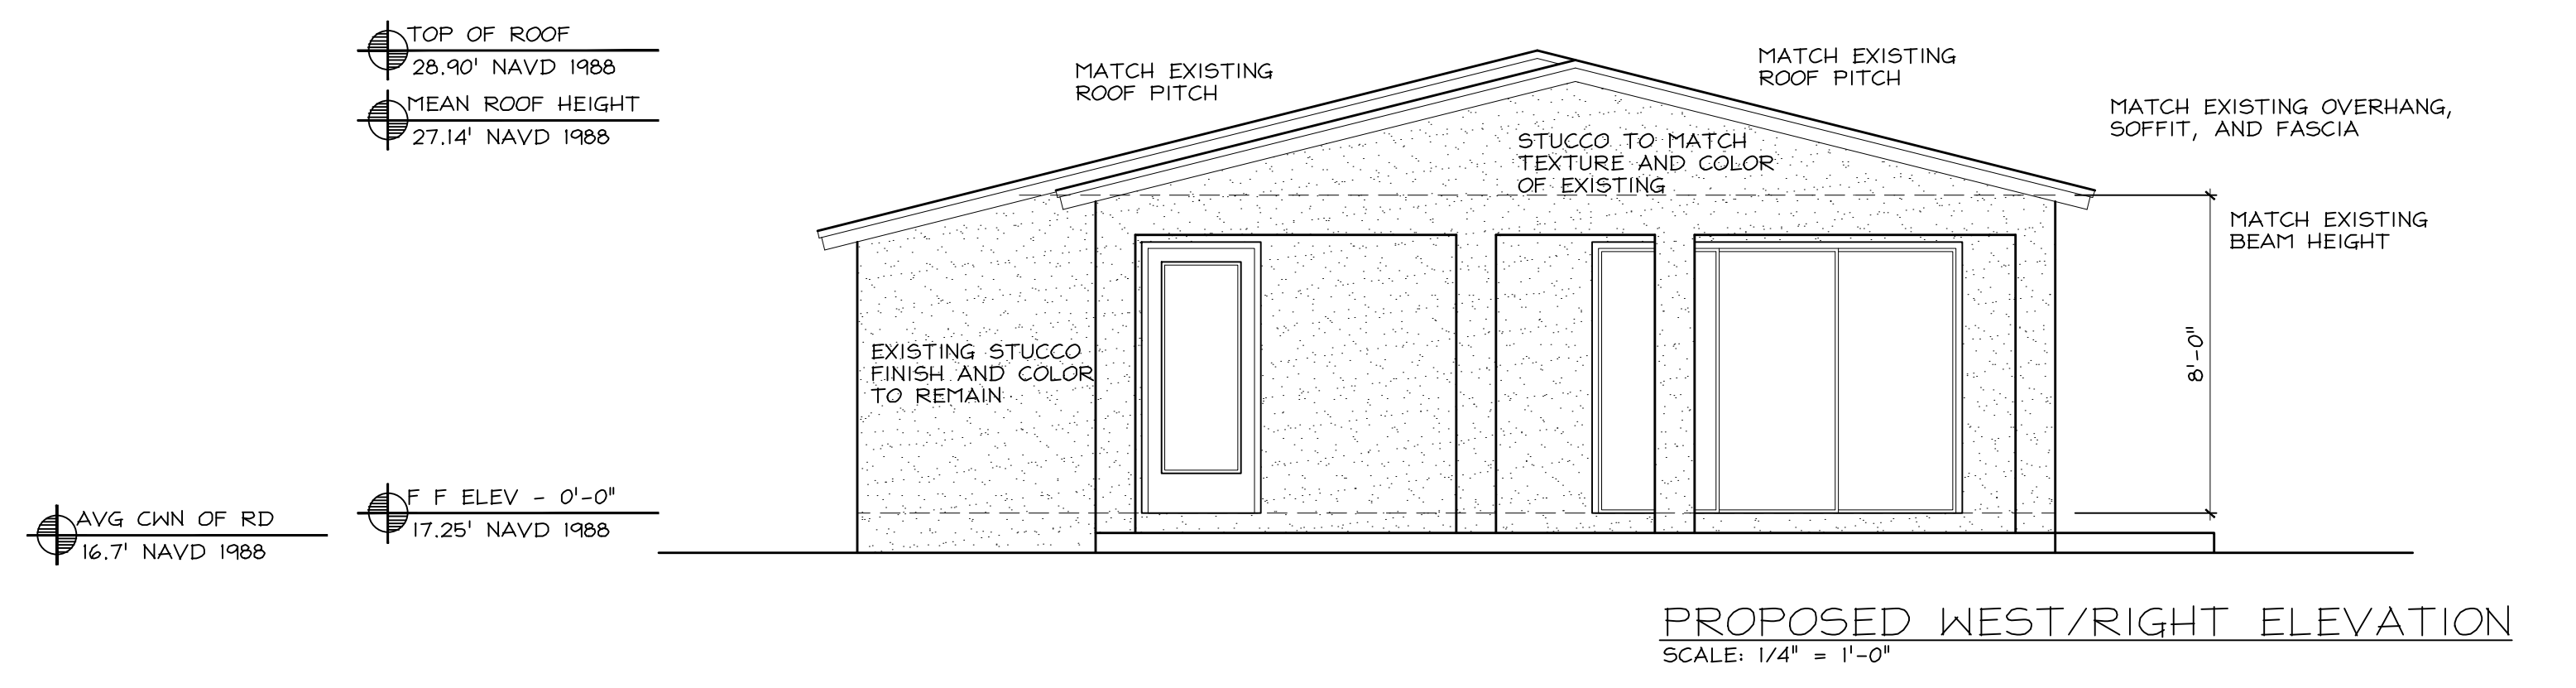 TOP OF ROOF
28.90' NAVD 1988
MEAN ROOF HEIGHT
27.14' NAVD 1988
MATCH EXISTING
ROOF PITCH
MATCH EXISTING
ROOF PITCH
MATCH EXISTING OVERHANG,
SOFFIT, AND FASCIA
STUCCO TO MATCH
TEXTURE AND COLOR
OF EXISTING
MATCH EXISTING
BEAM HEIGHT
8'-0"
EXISTING STUCCO
FINISH AND COLOR
TO REMAIN
F F ELEV - 0'-0"
17.25' NAVD 1988
AVG CWN OF RD
16.7' NAVD 1988
PROPOSED WEST/RIGHT ELEVATION
SCALE: 1/4" = 1'-0"